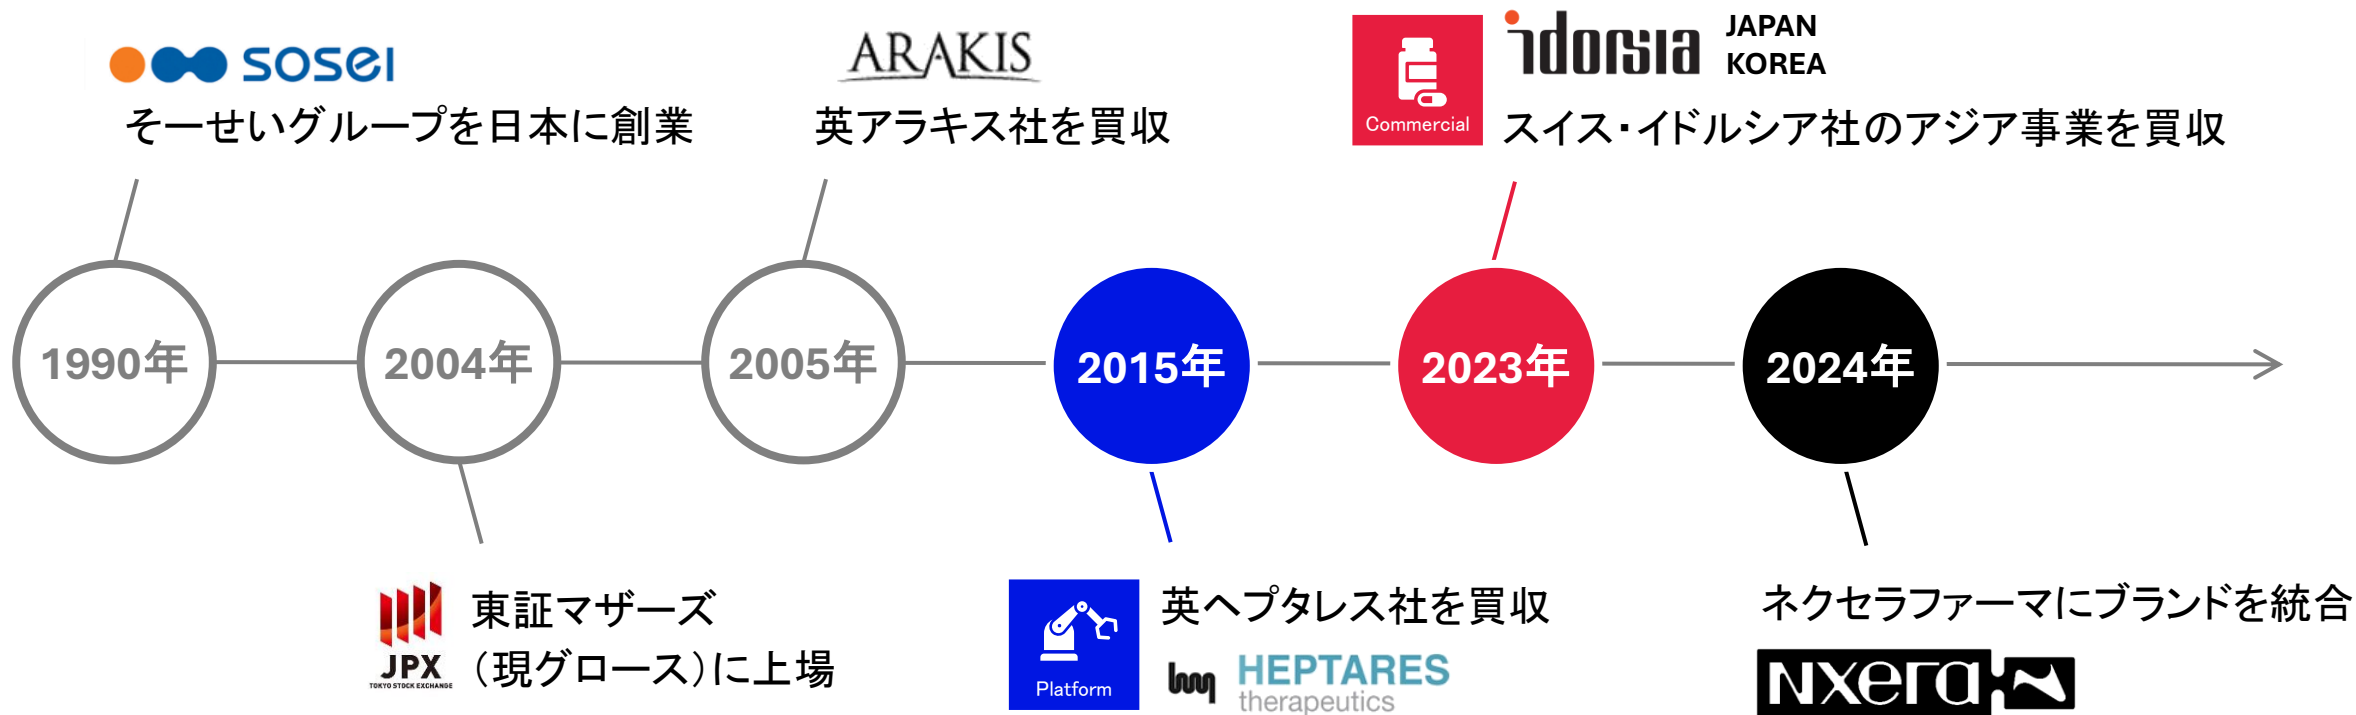 sosei
そーせいグループを日本に創業
ARAKIS
英アラキス社を買収
Commercial
idorsia
JAPAN
KOREA
スイス・イドルシア社のアジア事業を買収
1990年
2004年
2005年
2015年
2023年
2024年
JPX
TOKYO STOCK EXCHANGE
東証マザーズ
（現グロース）に上場
Platform
英ヘプタレス社を買収
HEPTARES
therapeutics
ネクセラファーマにブランドを統合
NXera